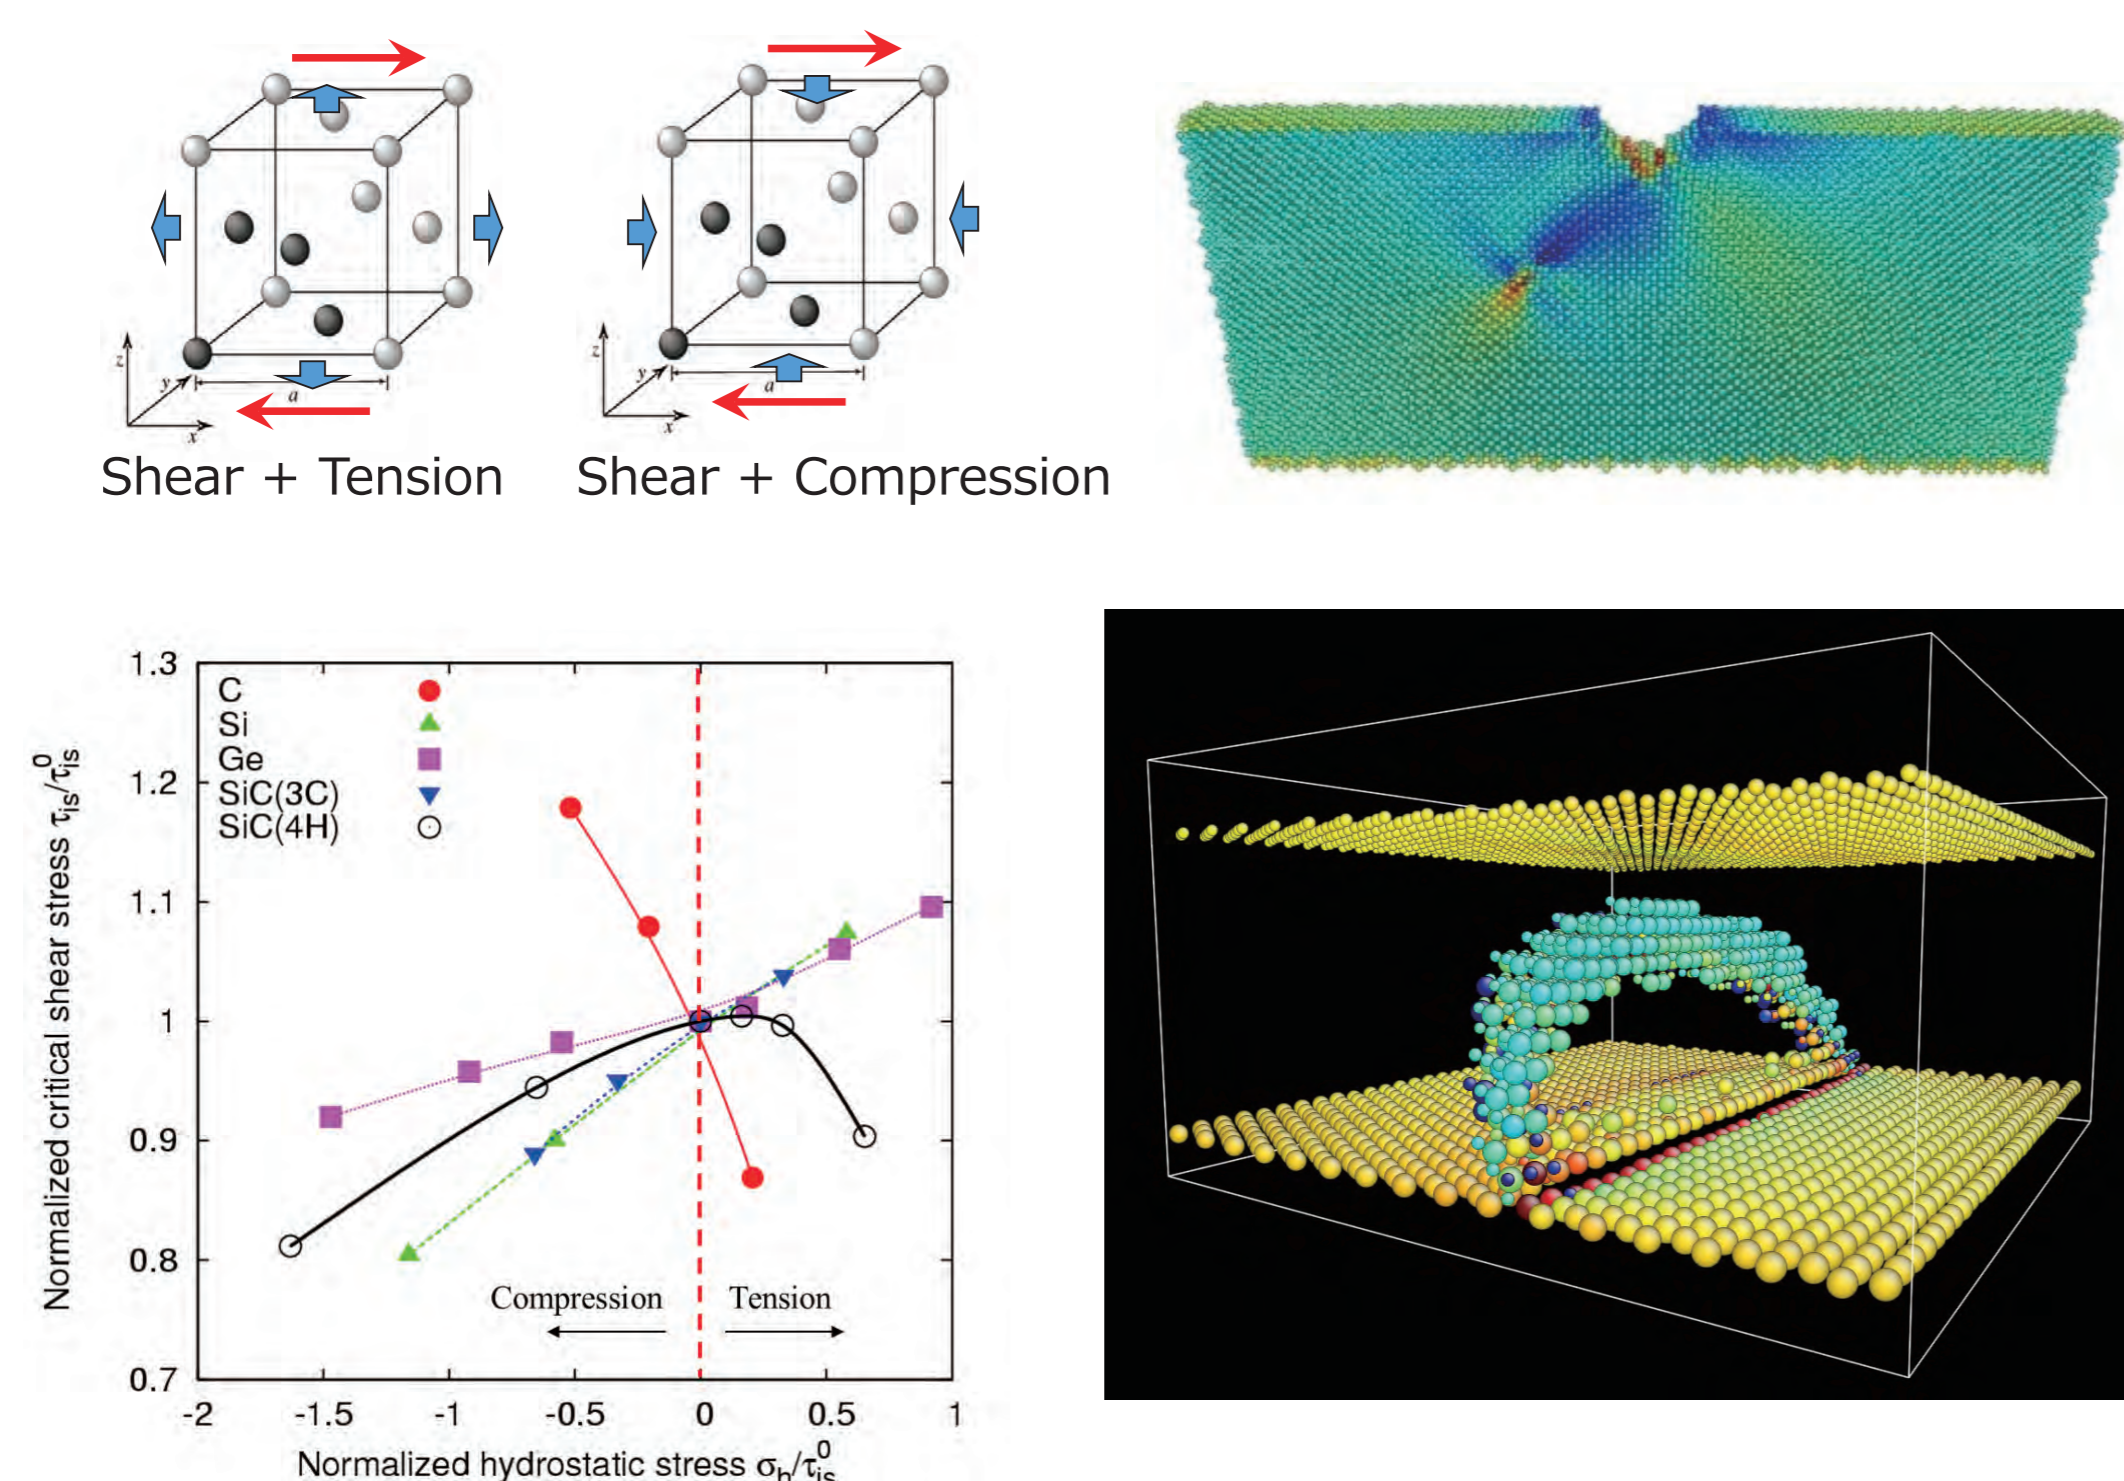 z
y
x
a
Shear + Tension
z
y
x
a
Shear + Compression
1.3
1.2
1.1
1
0.9
0.8
0.7
-2
-1.5
-1
-0.5
0
0.5
1
C
Si
Ge
SiC(3C)
SiC(4H)
Compression
Tension
Normalized critical shear stress τis/τ⁰is
Normalized hydrostatic stress σh/τ⁰is